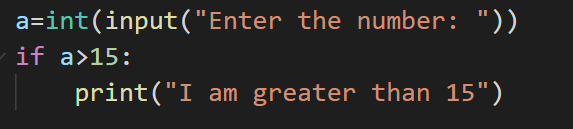 a=int(input("Enter the number: "))
if a>15:
    print("I am greater than 15")